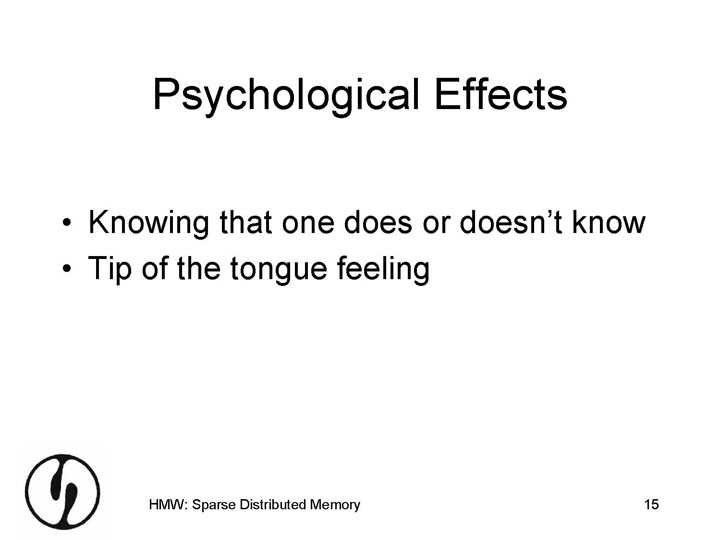 Psychological Effects
• Knowing that one does or doesn’t know
• Tip of the tongue feeling
HMW: Sparse Distributed Memory 15